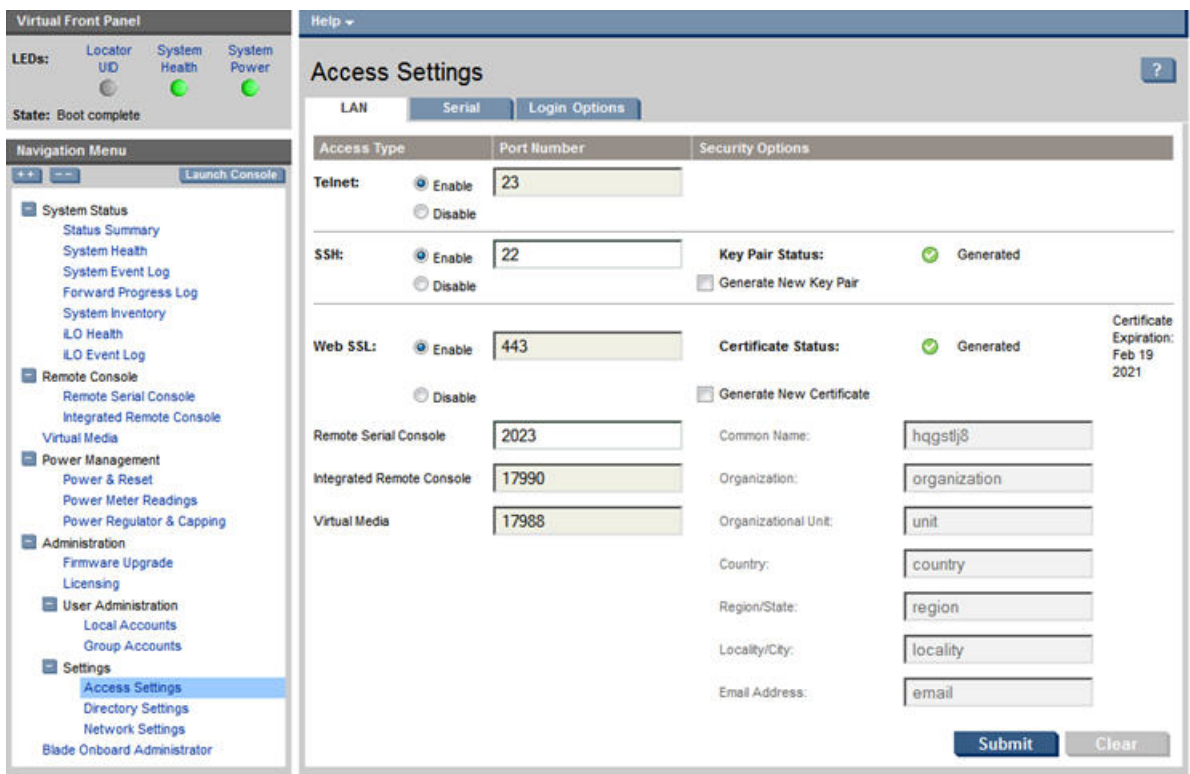 Virtual Front Panel
LEDs:
Locator UID
System Health
System Power
State: Boot complete
Navigation Menu
++
--
Launch Console
System Status
Status Summary
System Health
System Event Log
Forward Progress Log
System Inventory
iLO Health
iLO Event Log
Remote Console
Remote Serial Console
Integrated Remote Console
Virtual Media
Power Management
Power & Reset
Power Meter Readings
Power Regulator & Capping
Administration
Firmware Upgrade
Licensing
User Administration
Local Accounts
Group Accounts
Settings
Access Settings
Directory Settings
Network Settings
Blade Onboard Administrator
Help
Access Settings
?
LAN
Serial
Login Options
Access Type
Port Number
Security Options
Telnet:
Enable
23
Disable
SSH:
Enable
22
Key Pair Status:
Generated
Disable
Generate New Key Pair
Web SSL:
Enable
443
Certificate Status:
Generated
Certificate
Expiration:
Feb 19
2021
Disable
Generate New Certificate
Remote Serial Console
2023
Common Name:
hqgstlj8
Integrated Remote Console
17990
Organization:
organization
Virtual Media
17988
Organizational Unit:
unit
Country:
country
Region/State:
region
Locality/City:
locality
Email Address:
email
Submit
Clear